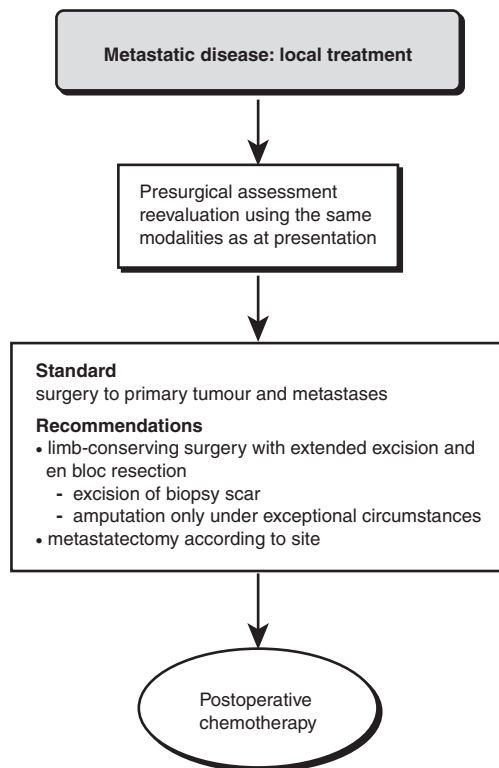 Metastatic disease: local treatment
Presurgical assessment
reevaluation using the same
modalities as at presentation
Standard
surgery to primary tumour and metastases
Recommendations
• limb-conserving surgery with extended excision and
en bloc resection
- excision of biopsy scar
- amputation only under exceptional circumstances
• metastatectomy according to site
Postoperative
chemotherapy